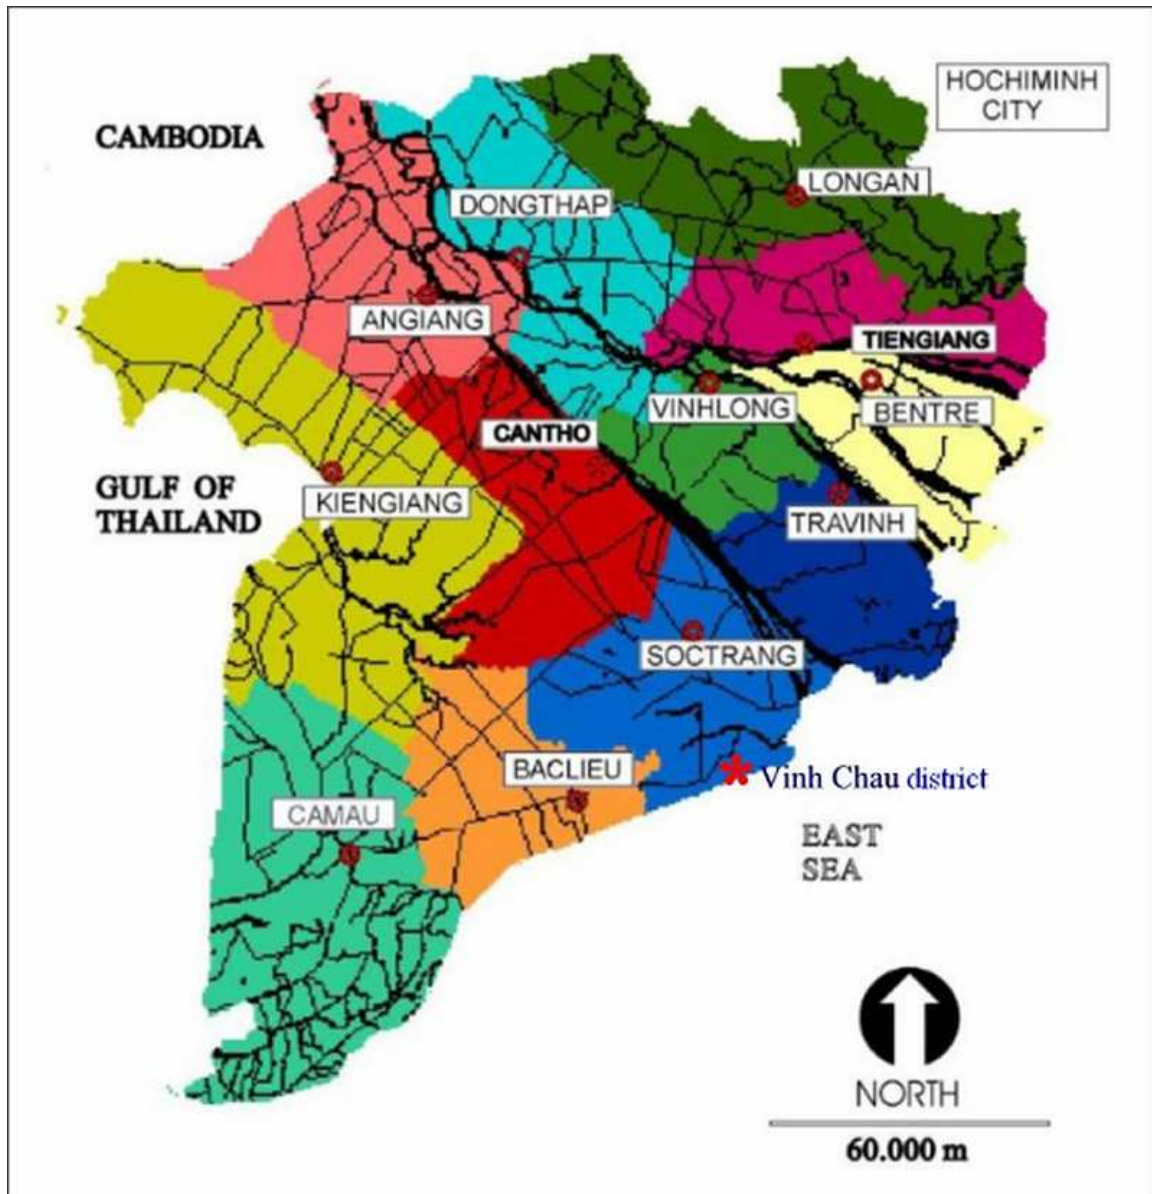 HOCHIMINH
CITY
CAMBODIA
LONGAN
DONGTHAP
ANGIANG
TIENGIANG
VINHLONG
BENTRE
CANTHO
GULF OF
THAILAND
KIENGIANG
TRAVINH
SOCTRANG
BACLIEU
Vinh Chau district
CAMAU
EAST
SEA
NORTH
60.000 m